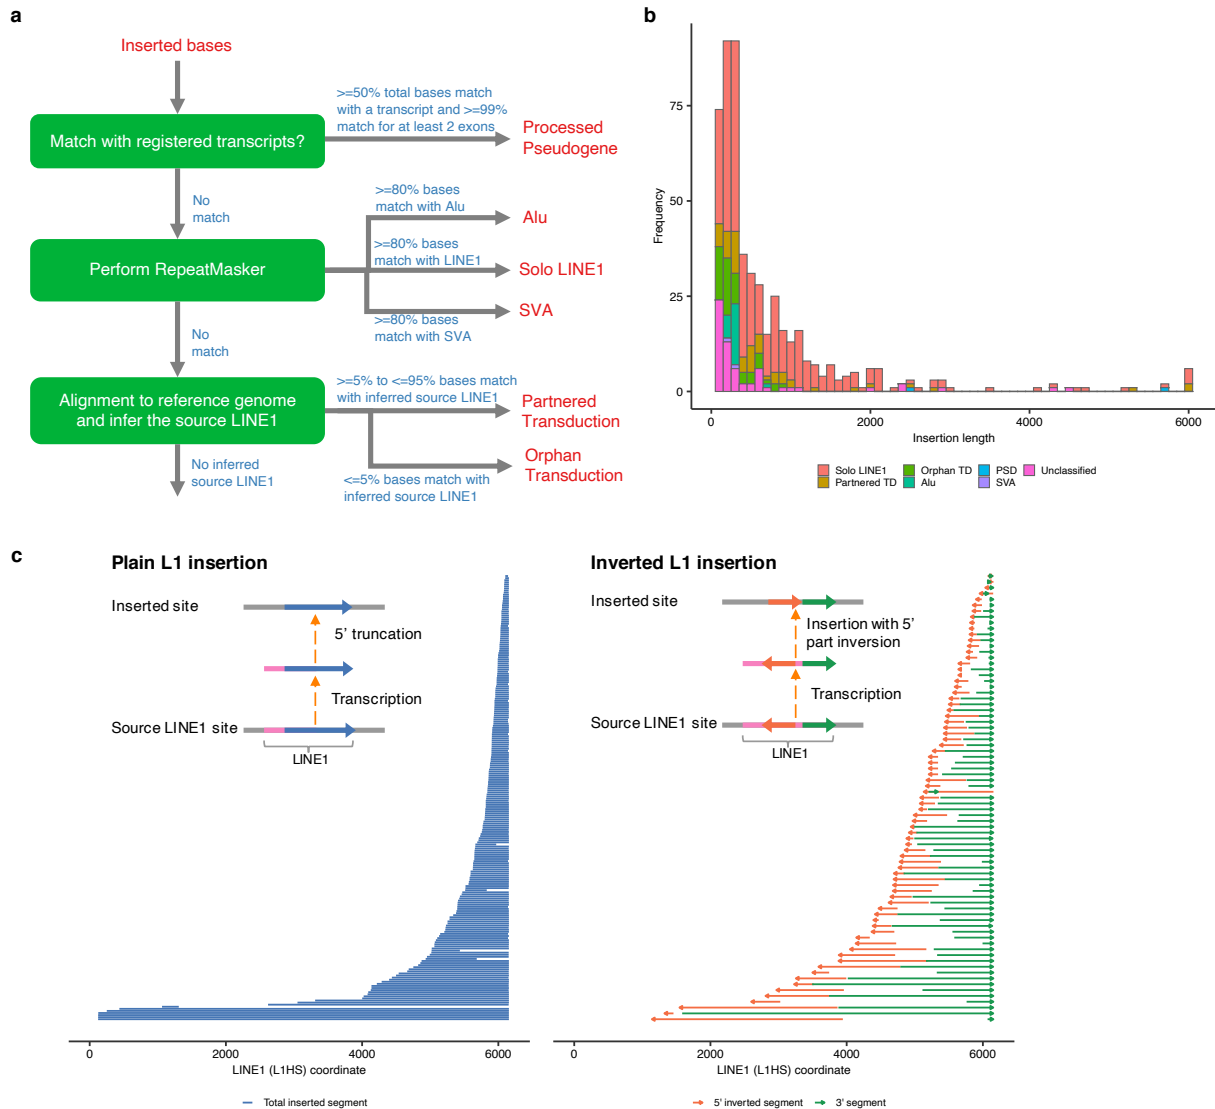 a
Inserted bases
>=50% total bases match
with a transcript and >=99%
match for at least 2 exons
Match with registered transcripts?
Processed
Pseudogene
No
match
>=80% bases
match with Alu
Alu
Perform RepeatMasker
>=80% bases
match with LINE1
Solo LINE1
SVA
>=80% bases
match with SVA
No
match
>=5% to <=95% bases match
with inferred source LINE1
Alignment to reference genome
and infer the source LINE1
Partnered
Transduction
Orphan
Transduction
No inferred
source LINE1
<=5% bases match with
inferred source LINE1
b
Frequency
75
50
25
0
0
2000
4000
6000
Insertion length
Solo LINE1
Orphan TD
PSD
Unclassified
Partnered TD
Alu
SVA
c
Plain L1 insertion
Inserted site
5' truncation
Transcription
Source LINE1 site
LINE1
0
2000
4000
6000
LINE1 (L1HS) coordinate
Total inserted segment
Inverted L1 insertion
Inserted site
Insertion with 5'
part inversion
Transcription
Source LINE1 site
LINE1
0
2000
4000
6000
LINE1 (L1HS) coordinate
5' inverted segment
3' segment